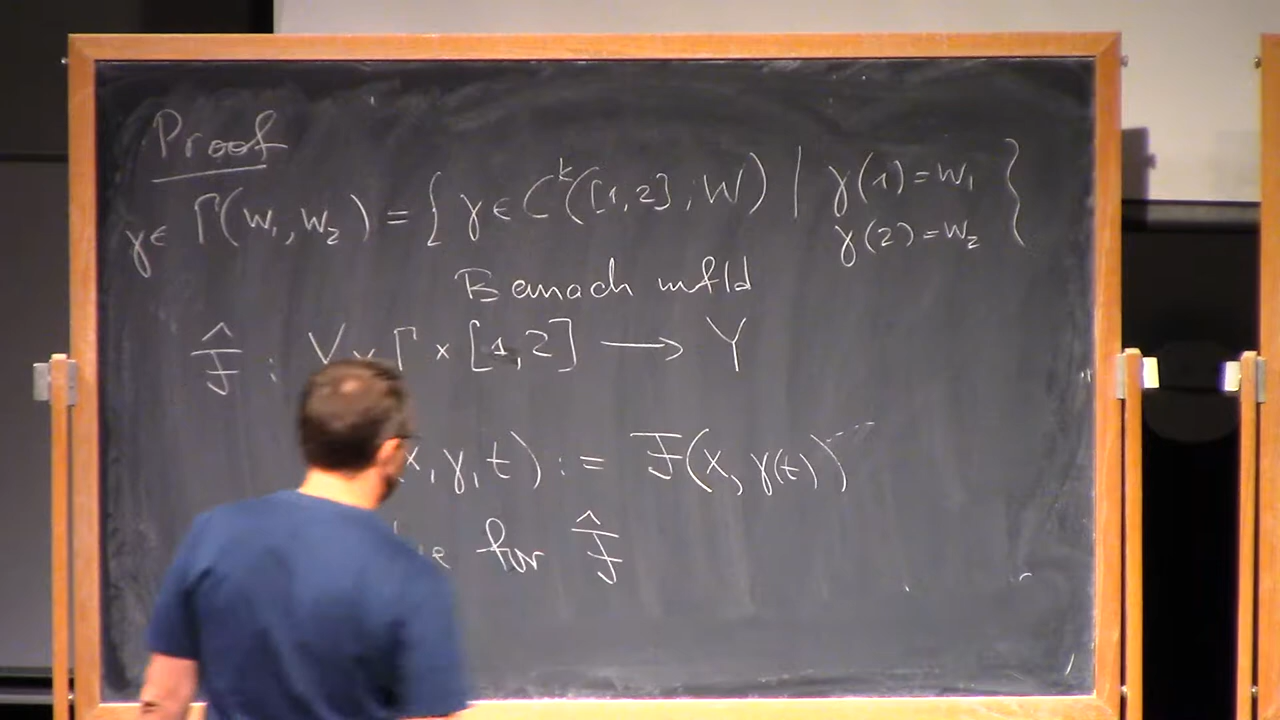 Proof
γ ∈ Γ(w₁, w₂) = { γ ∈ Cᵏ([1,2]; W) | γ(1) = w₁
γ(2) = w₂ }
Banach mfld
F̂ : V × Γ × [1,2] ⟶ Y
x, γ, t) := F(x, γ(t))
for F̂